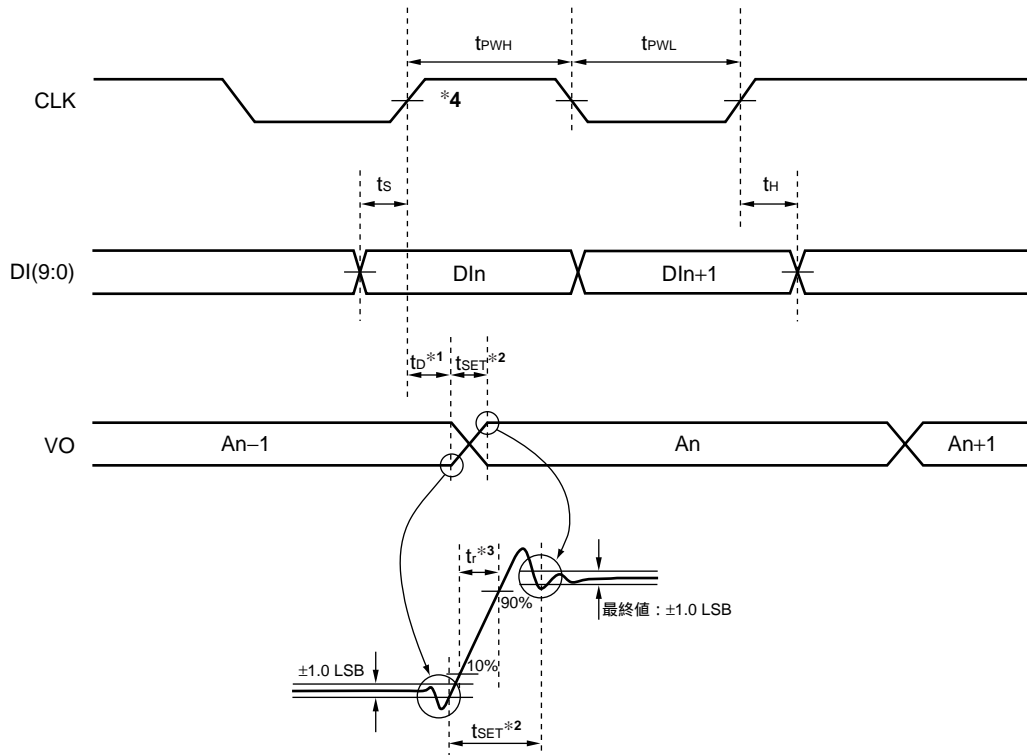 tPWH tPWL
CLK *4
tS tH
DI(9:0) DIn DIn+1
tD*1 tSET*2
VO An−1 An An+1
tr*3
90%
最終値：±1.0 LSB
±1.0 LSB 10%
tSET*2